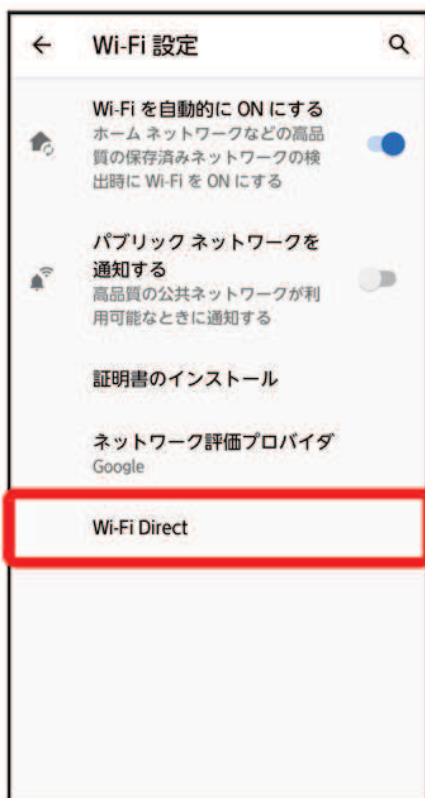 Wi-Fi 設定
Wi-Fi を自動的に ON にする
ホーム ネットワークなどの高品
質の保存済みネットワークの検
出時に Wi-Fi を ON にする
パブリック ネットワークを
通知する
高品質の公共ネットワークが利
用可能なときに通知する
証明書のインストール
ネットワーク評価プロバイダ
Google
Wi-Fi Direct